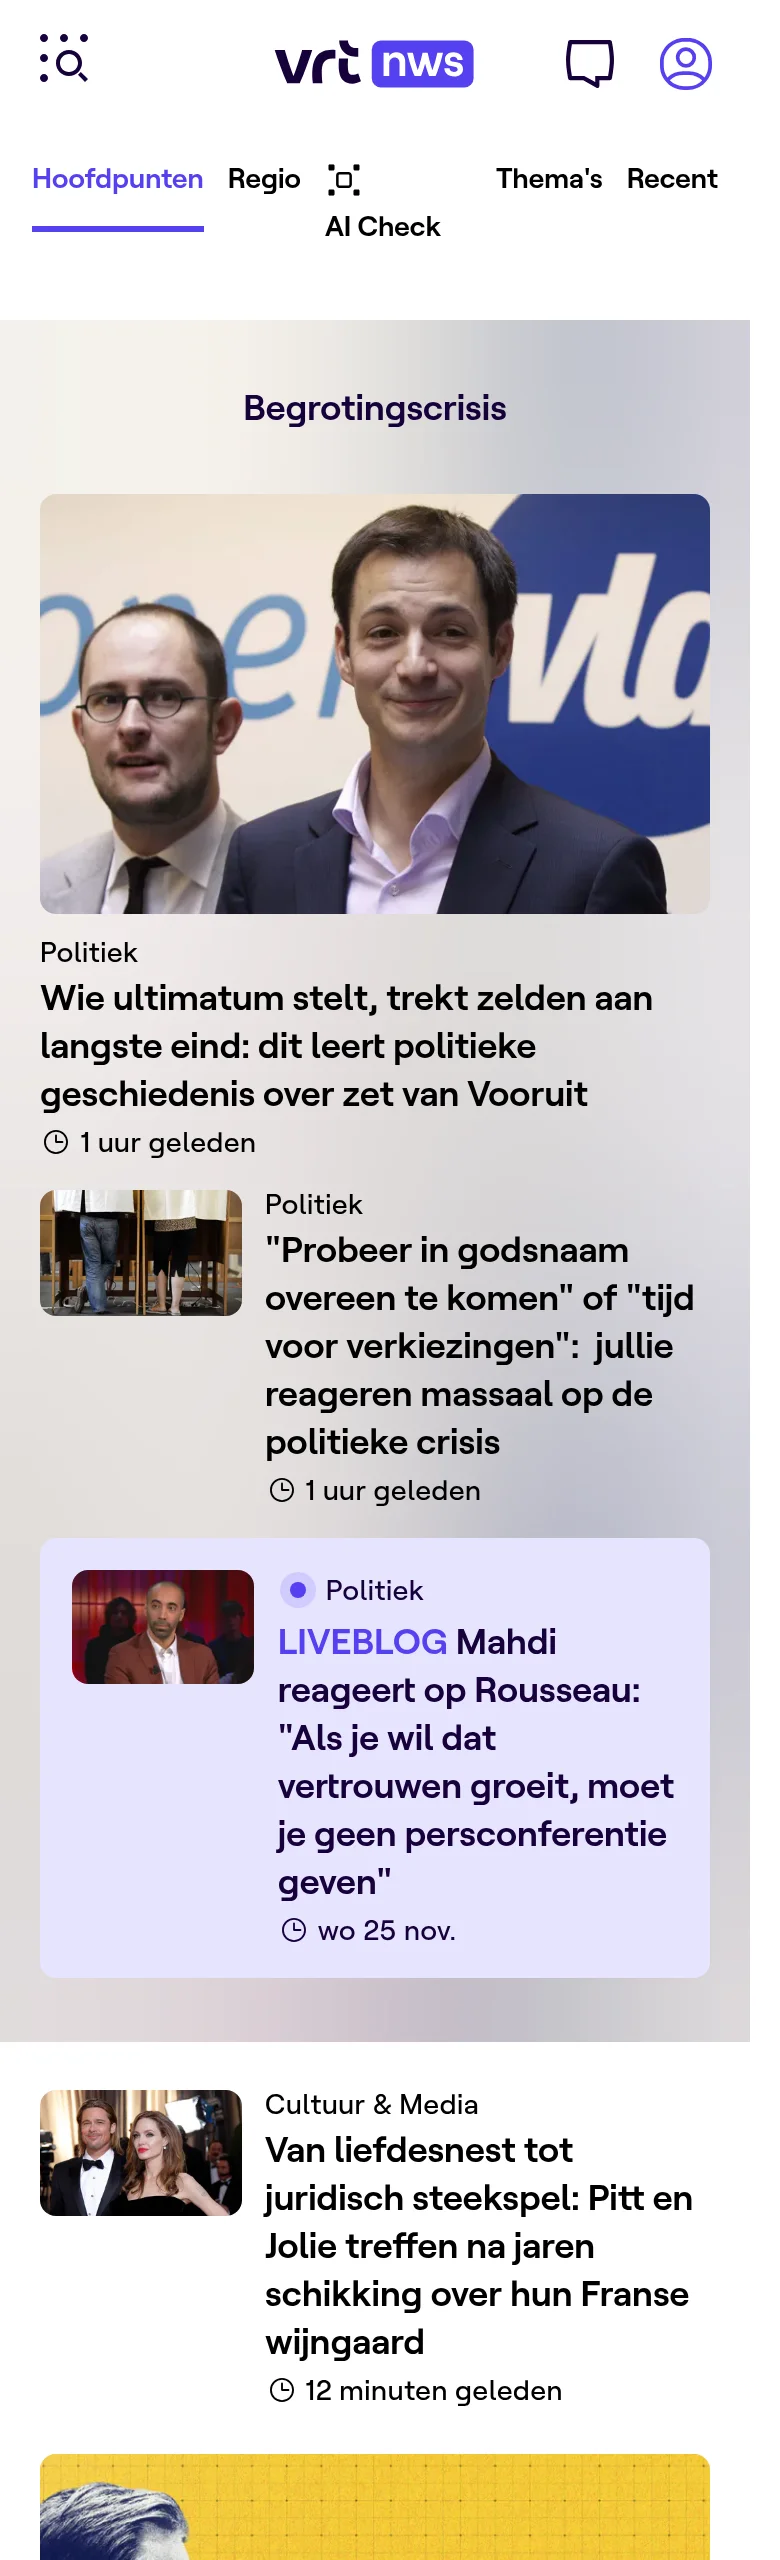 vrt nws
Hoofdpunten Regio AI Check Thema's Recent
Begrotingscrisis
Open vld
Politiek
Wie ultimatum stelt, trekt zelden aan
langste eind: dit leert politieke
geschiedenis over zet van Vooruit
1 uur geleden
Politiek
"Probeer in godsnaam
overeen te komen" of "tijd
voor verkiezingen":  jullie
reageren massaal op de
politieke crisis
1 uur geleden
Politiek
LIVEBLOG Mahdi
reageert op Rousseau:
"Als je wil dat
vertrouwen groeit, moet
je geen persconferentie
geven"
wo 25 nov.
Cultuur & Media
Van liefdesnest tot
juridisch steekspel: Pitt en
Jolie treffen na jaren
schikking over hun Franse
wijngaard
12 minuten geleden